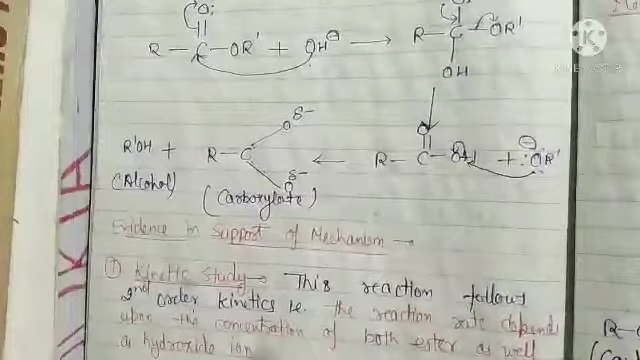 R — C — OR' + OH⊖ ⟶ R — C — OR'
OH
R'OH + R — C ⟵ R — C — OH + :OR'
(Alcohol) (Carboxylate)
Evidence in Support of Mechanism →
① Kinetic Study → This reaction follows
2nd order kinetics i.e. the reaction rate depends
upon the concentration of both ester as well
a hydroxide ion
KINEMASTER